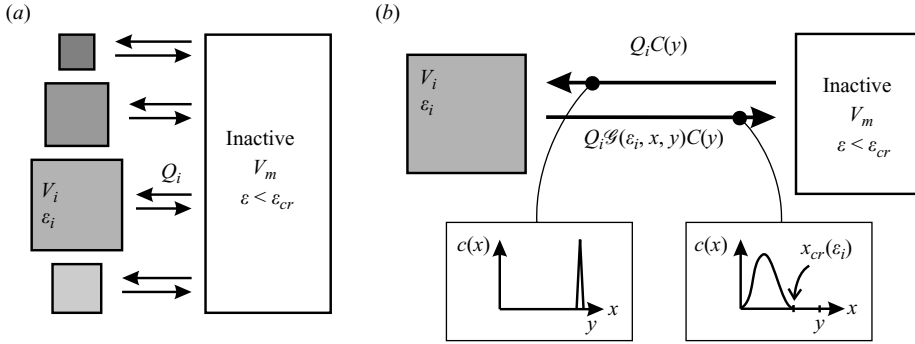 (a)
Inactive
V_m
ε < ε_cr
Q_i
V_i
ε_i
(b)
Q_iC(y)
V_i
ε_i
Q_i𝒢(ε_i, x, y)C(y)
Inactive
V_m
ε < ε_cr
c(x)
y
x
c(x)
x_cr(ε_i)
y
x